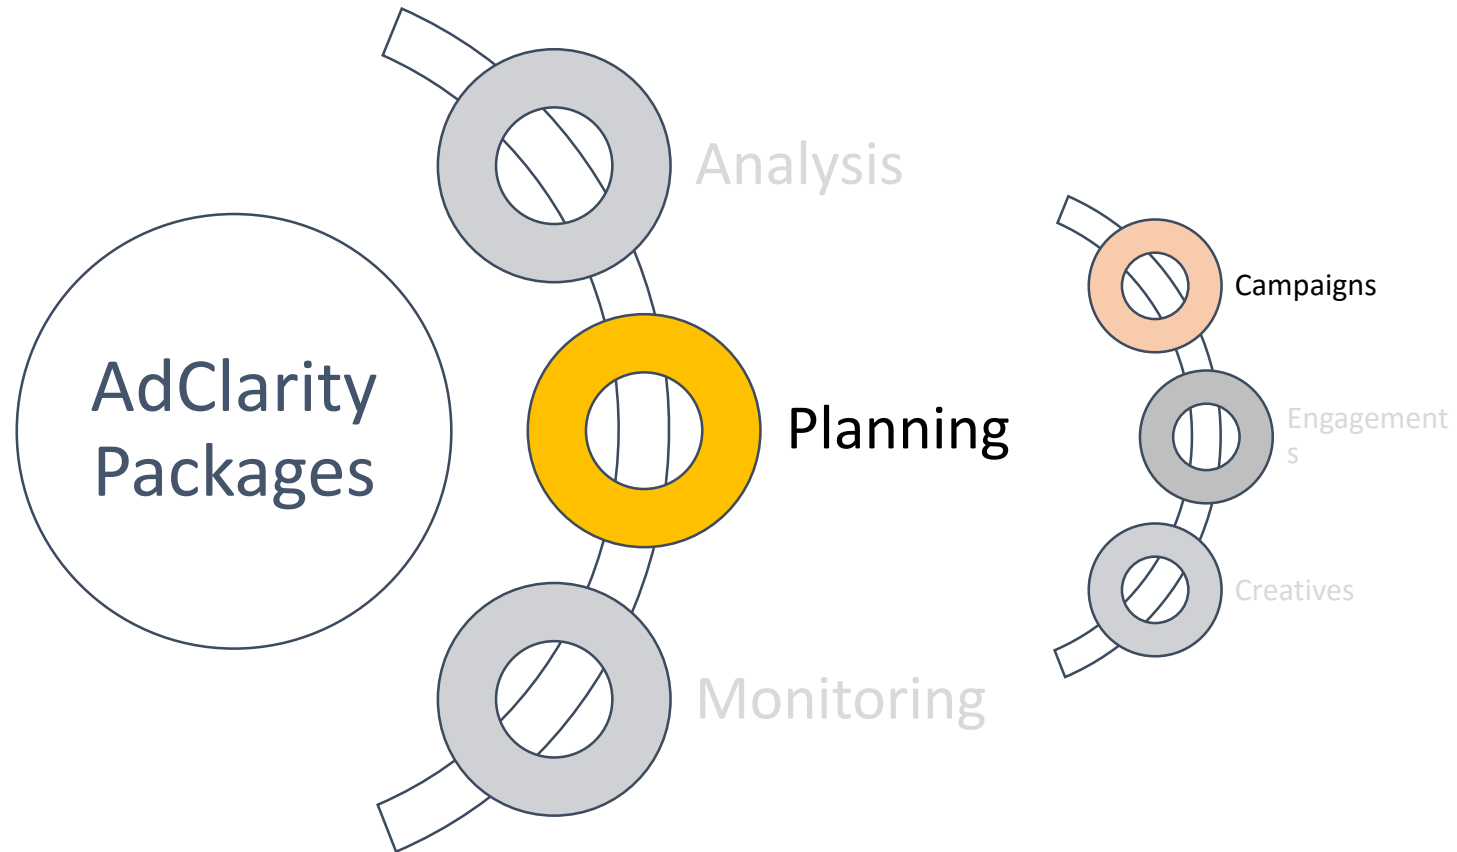 AdClarity
Packages
Analysis
Planning
Monitoring
Campaigns
Engagement
s
Creatives